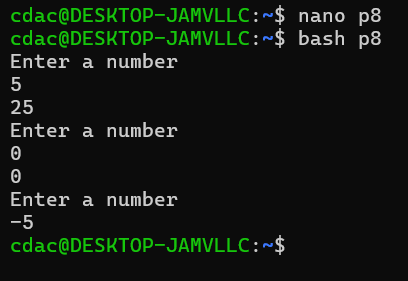 cdac@DESKTOP-JAMVLLC:~$ nano p8
cdac@DESKTOP-JAMVLLC:~$ bash p8
Enter a number
5
25
Enter a number
0
0
Enter a number
-5
cdac@DESKTOP-JAMVLLC:~$